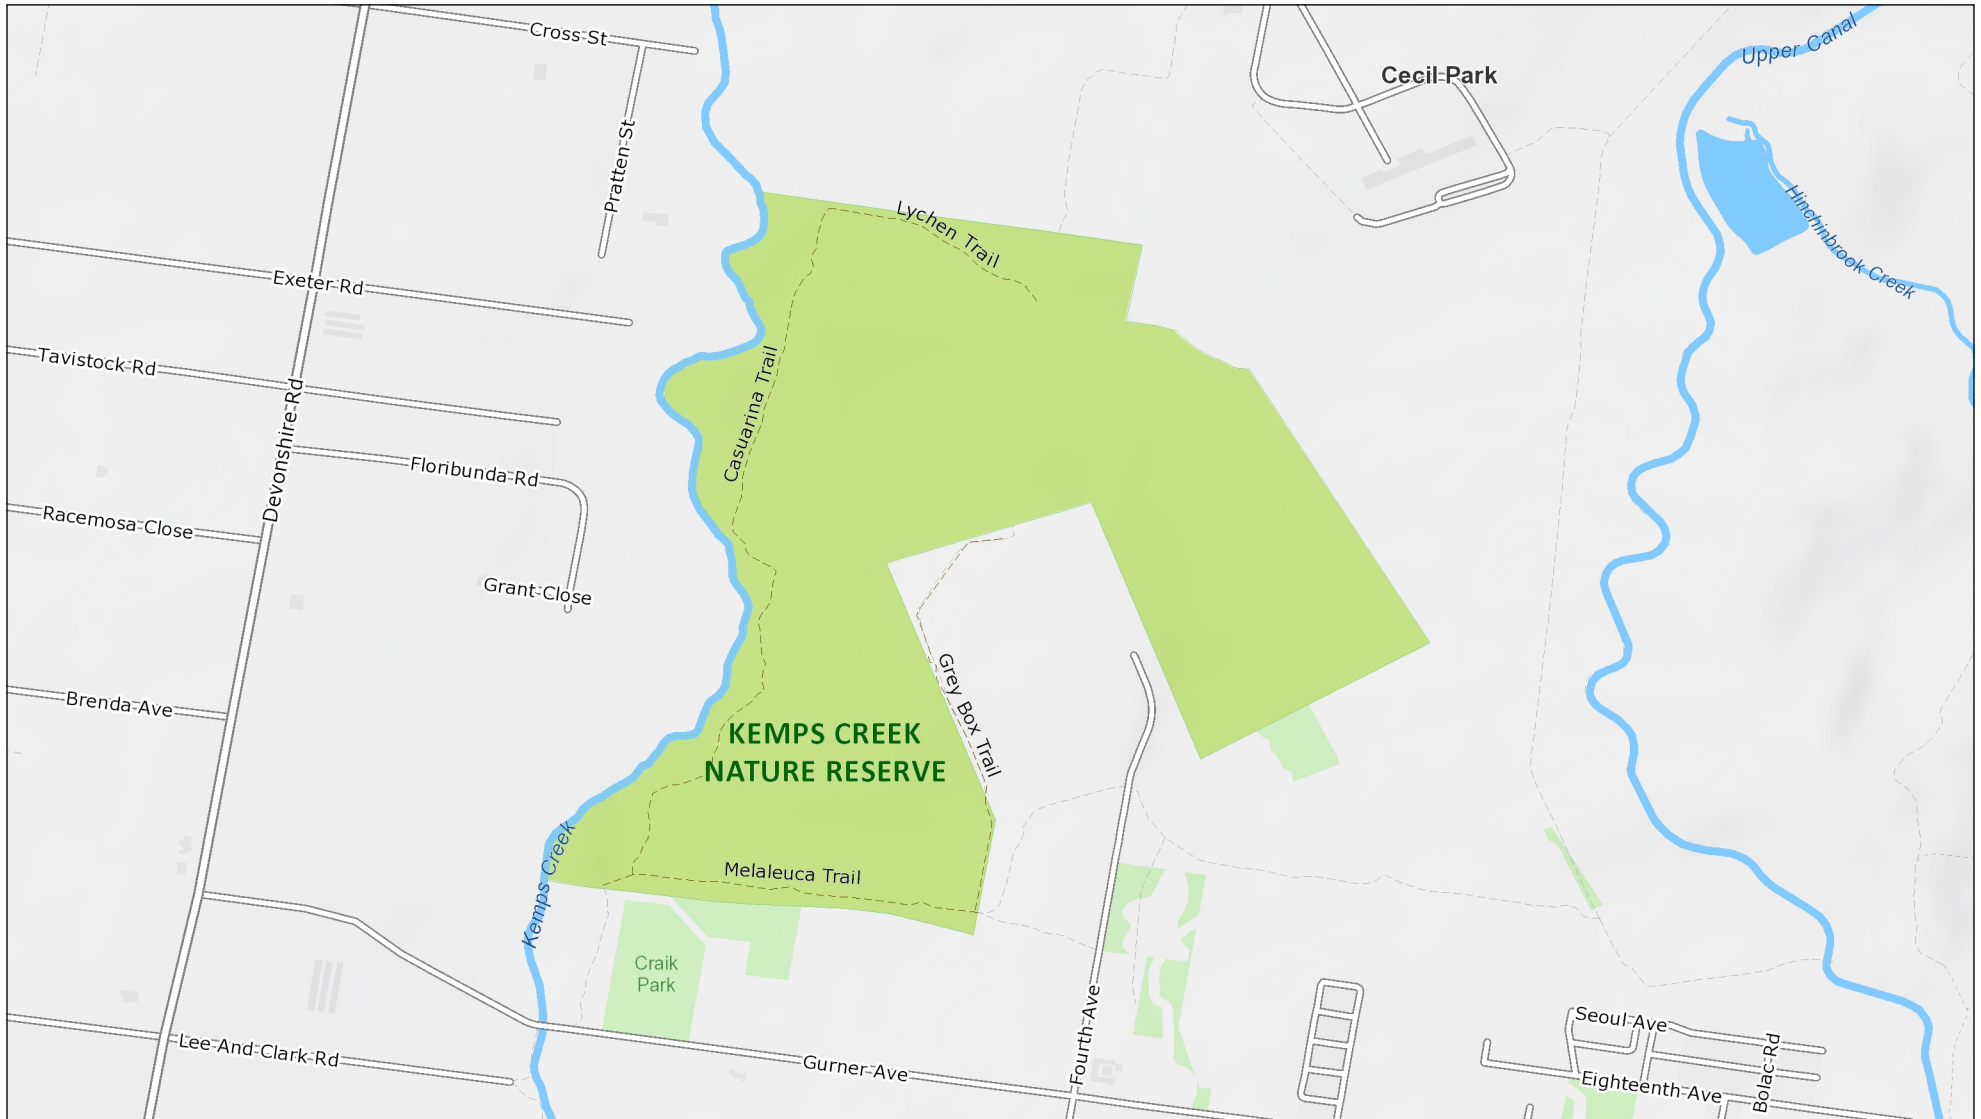 Cross St
Upper Canal
Cecil Park
Pratten St
Hinchinbrook Creek
Lychen Trail
Exeter Rd
Tavistock Rd
Casuarina Trail
Devonshire Rd
Floribunda Rd
Racemosa Close
Grant Close
Brenda Ave
Grey Box Trail
KEMPS CREEK
NATURE RESERVE
Kemps Creek
Melaleuca Trail
Craik
Park
Fourth Ave
Seoul Ave
Lee And Clark Rd
Gurner Ave
Eighteenth Ave
Bolac Rd